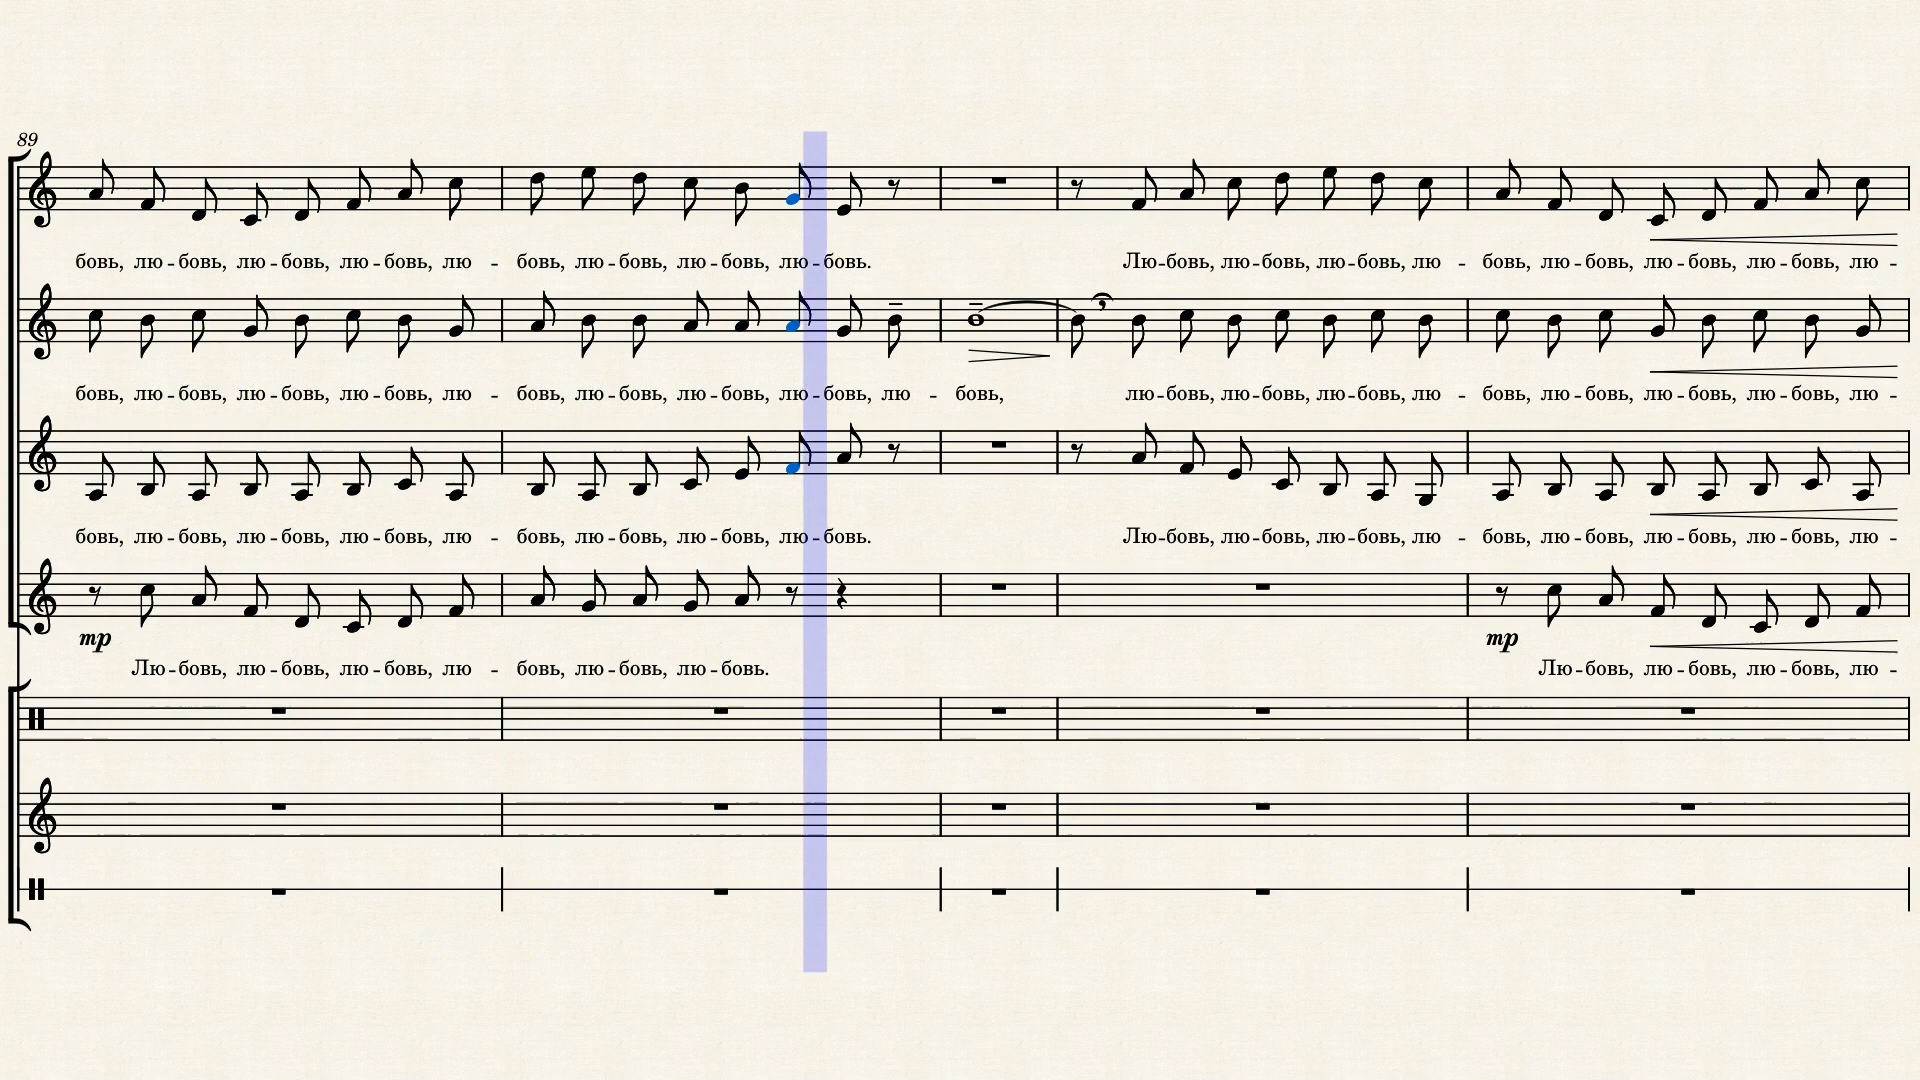 89
бовь, лю - бовь, лю - бовь, лю - бовь, лю - бовь, лю - бовь, лю - бовь, лю - бовь. Лю - бовь, лю - бовь, лю - бовь, лю - бовь, лю - бовь, лю - бовь, лю - бовь, лю -
бовь, лю - бовь, лю - бовь, лю - бовь, лю - бовь, лю - бовь, лю - бовь, лю - бовь, лю - бовь, лю - бовь, лю - бовь, лю - бовь, лю - бовь, лю - бовь, лю - бовь, лю - бовь, лю -
бовь, лю - бовь, лю - бовь, лю - бовь, лю - бовь, лю - бовь, лю - бовь, лю - бовь. Лю - бовь, лю - бовь, лю - бовь, лю - бовь, лю - бовь, лю - бовь, лю - бовь, лю -
mp mp
Лю - бовь, лю - бовь, лю - бовь, лю - бовь, лю - бовь, лю - бовь. Лю - бовь, лю - бовь, лю - бовь, лю -